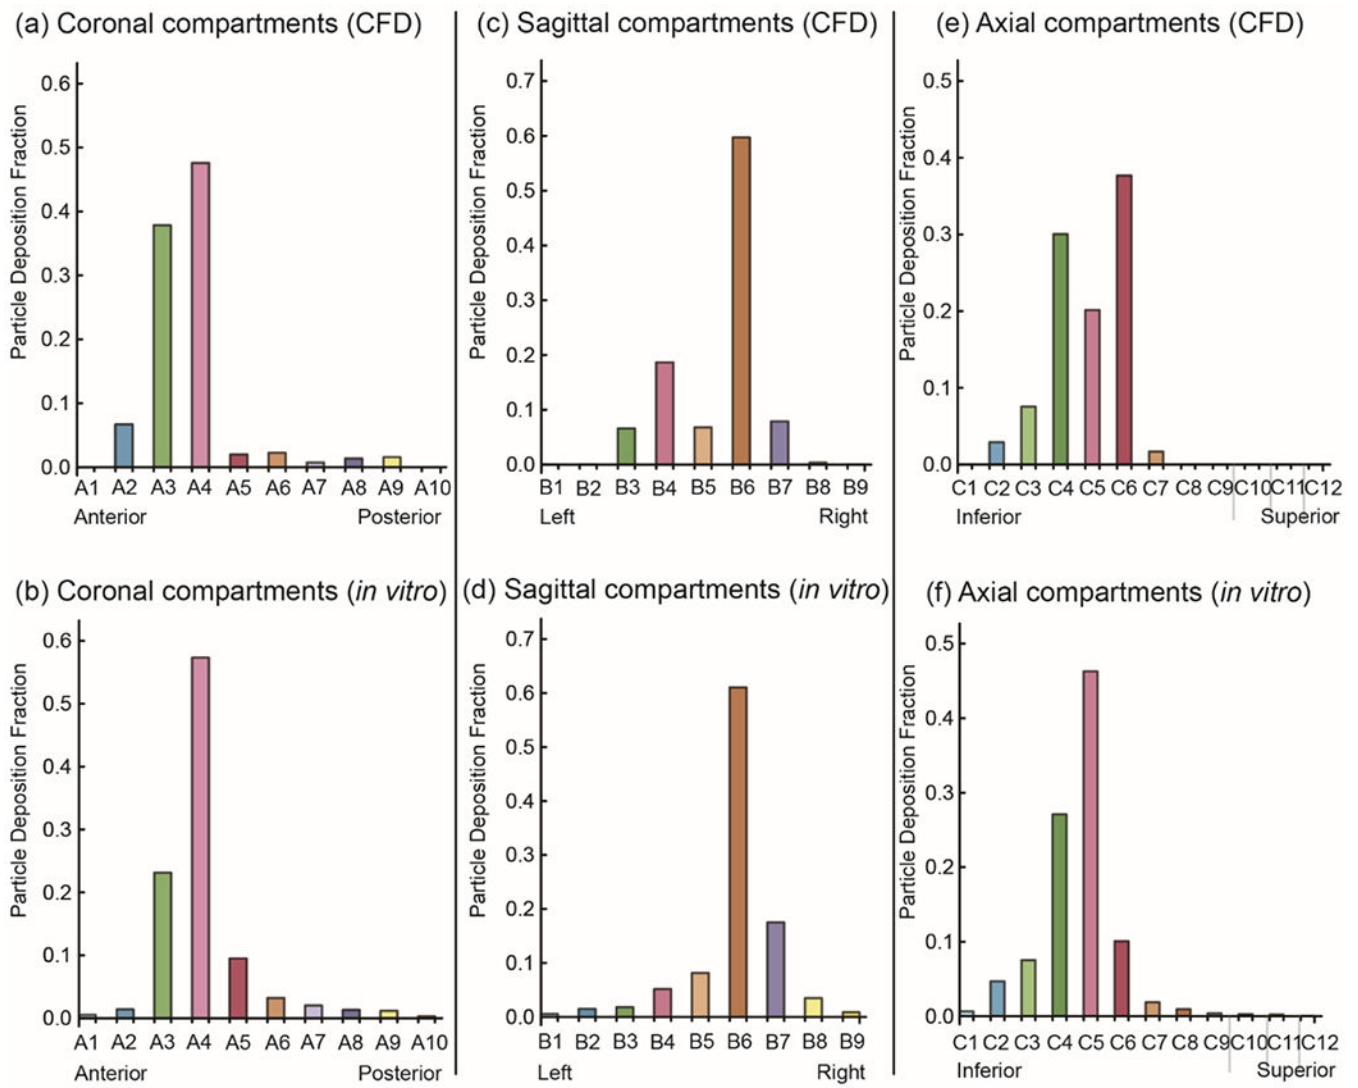 (a) Coronal compartments (CFD)
Particle Deposition Fraction
0.6
0.5
0.4
0.3
0.2
0.1
0.0
A1 A2 A3 A4 A5 A6 A7 A8 A9 A10
Anterior Posterior
(c) Sagittal compartments (CFD)
Particle Deposition Fraction
0.7
0.6
0.5
0.4
0.3
0.2
0.1
0.0
B1 B2 B3 B4 B5 B6 B7 B8 B9
Left Right
(e) Axial compartments (CFD)
Particle Deposition Fraction
0.5
0.4
0.3
0.2
0.1
0.0
C1 C2 C3 C4 C5 C6 C7 C8 C9 C10 C11 C12
Inferior Superior
(b) Coronal compartments (in vitro)
Particle Deposition Fraction
0.6
0.5
0.4
0.3
0.2
0.1
0.0
A1 A2 A3 A4 A5 A6 A7 A8 A9 A10
Anterior Posterior
(d) Sagittal compartments (in vitro)
Particle Deposition Fraction
0.7
0.6
0.5
0.4
0.3
0.2
0.1
0.0
B1 B2 B3 B4 B5 B6 B7 B8 B9
Left Right
(f) Axial compartments (in vitro)
Particle Deposition Fraction
0.5
0.4
0.3
0.2
0.1
0.0
C1 C2 C3 C4 C5 C6 C7 C8 C9 C10 C11 C12
Inferior Superior